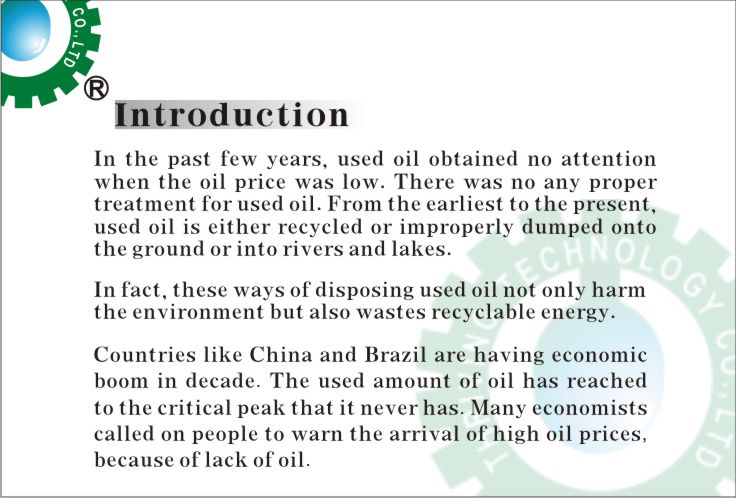 CO.,LTD
®
Introduction
In the past few years, used oil obtained no attention
when the oil price was low. There was no any proper
treatment for used oil. From the earliest to the present,
used oil is either recycled or improperly dumped onto
the ground or into rivers and lakes.
In fact, these ways of disposing used oil not only harm
the environment but also wastes recyclable energy.
Countries like China and Brazil are having economic
boom in decade. The used amount of oil has reached
to the critical peak that it never has. Many economists
called on people to warn the arrival of high oil prices,
because of lack of oil.
TECHNOLOGY CO.,LTD